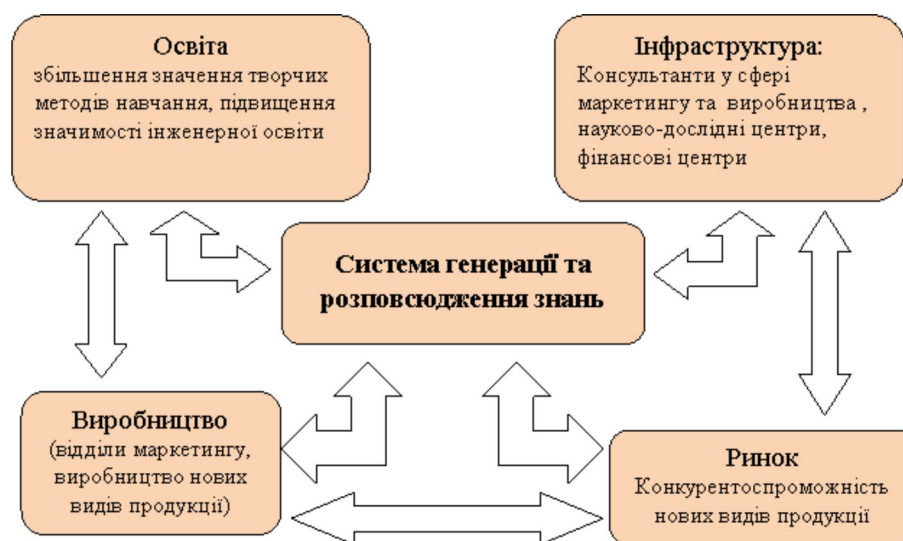 Освіта
збільшення значення творчих
методів навчання, підвищення
значимості інженерної освіти
Інфраструктура:
Консультанти у сфері
маркетингу та виробництва ,
науково-дослідні центри,
фінансові центри
Система генерації та
розповсюдження знань
Виробництво
(відділи маркетингу,
виробництво нових
видів продукції)
Ринок
Конкурентоспроможність
нових видів продукції